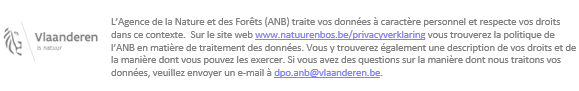 Vlaanderen
is natuur
L'Agence de la Nature et des Forêts (ANB) traite vos données à caractère personnel et respecte vos droits
dans ce contexte.  Sur le site web www.natuurenbos.be/privacyverklaring vous trouverez la politique de
l'ANB en matière de traitement des données. Vous y trouverez également une description de vos droits et de
la manière dont vous pouvez les exercer. Si vous avez des questions sur la manière dont nous traitons vos
données, veuillez envoyer un e-mail à dpo.anb@vlaanderen.be.